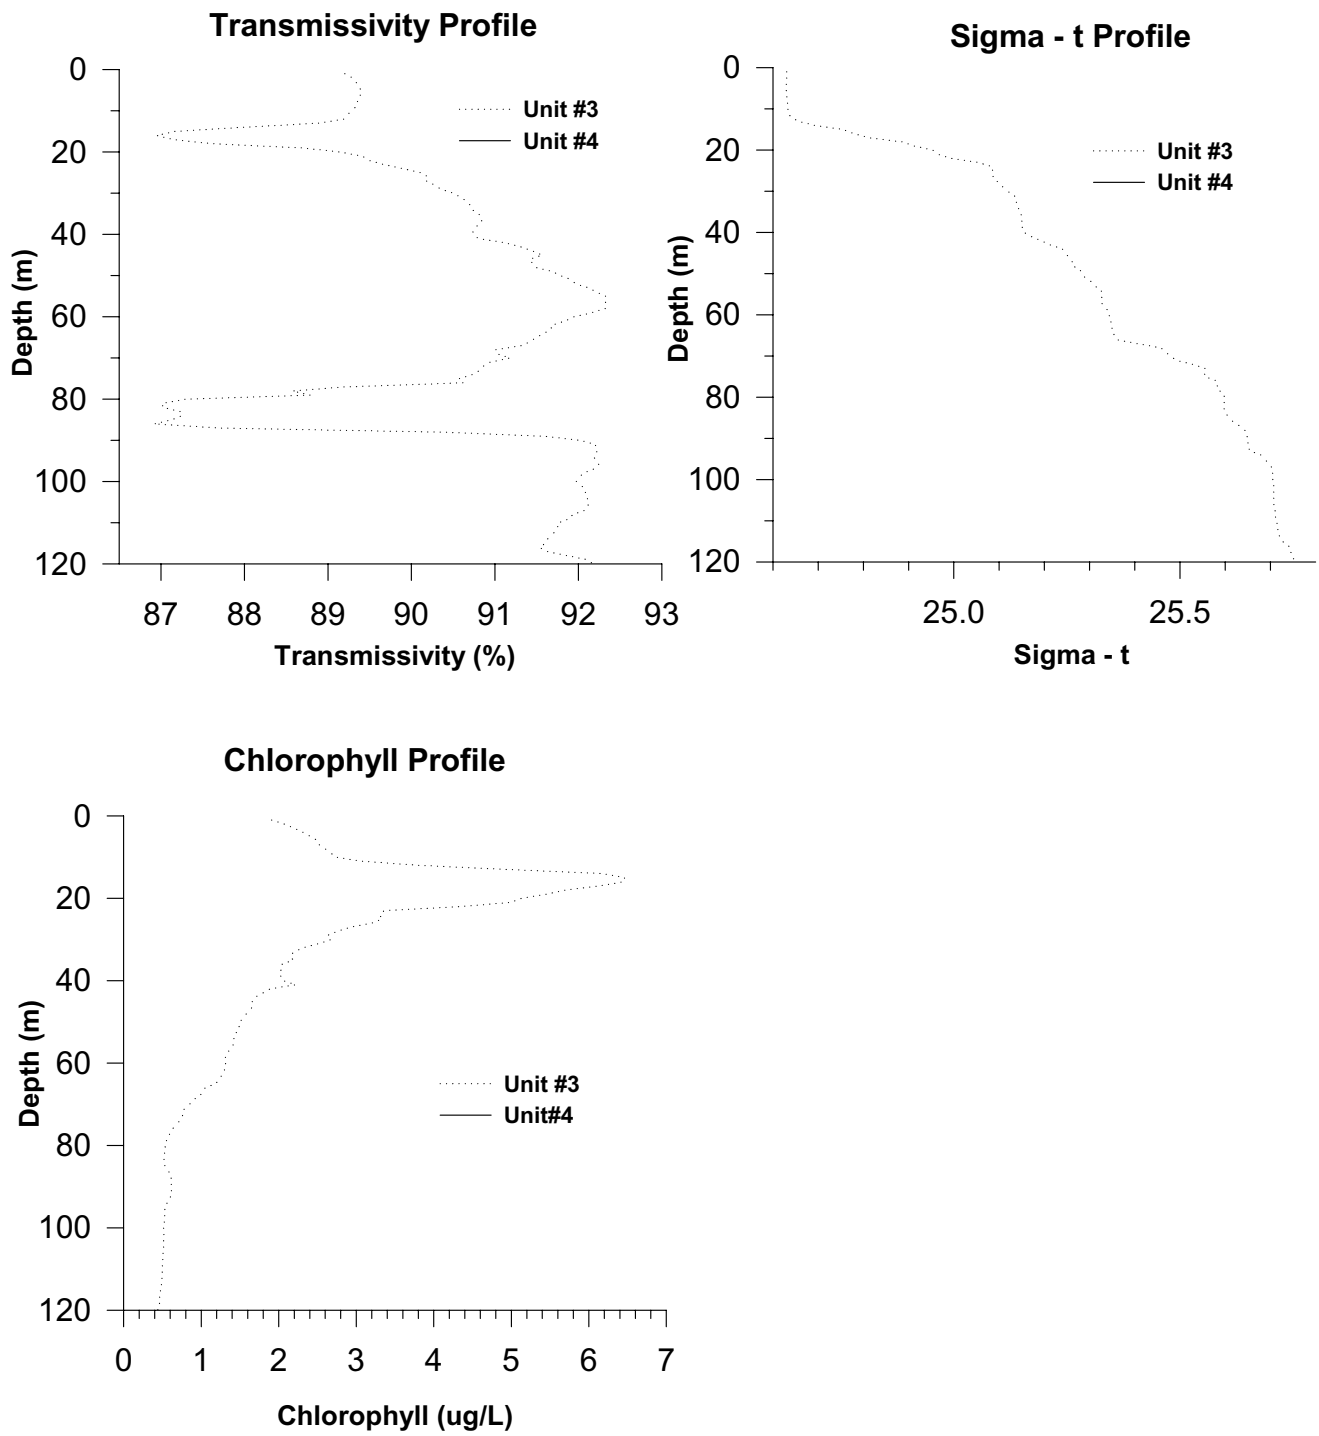 Transmissivity Profile
0
20
40
60
80
100
120
Depth (m)
Unit #3
Unit #4
87 88 89 90 91 92 93
Transmissivity (%)
Sigma - t Profile
0
20
40
60
80
100
120
Depth (m)
Unit #3
Unit #4
25.0 25.5
Sigma - t
Chlorophyll Profile
0
20
40
60
80
100
120
Depth (m)
Unit #3
Unit#4
0 1 2 3 4 5 6 7
Chlorophyll (ug/L)